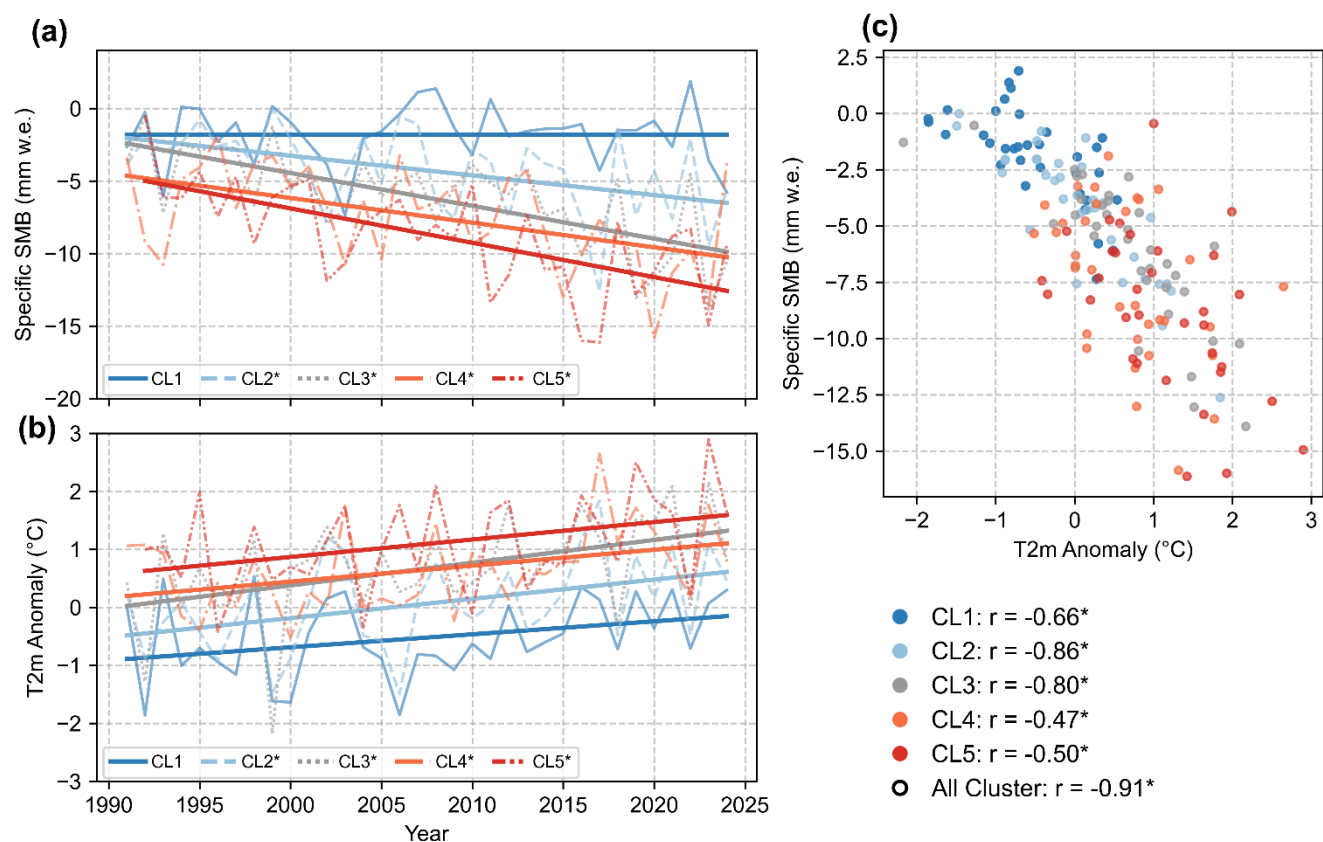 (a)
0
−5
−10
−15
−20
Specific SMB (mm w.e.)
CL1 CL2* CL3* CL4* CL5*
(b)
3
2
1
0
−1
−2
−3
T2m Anomaly (°C)
CL1 CL2* CL3* CL4* CL5*
1990 1995 2000 2005 2010 2015 2020 2025
Year
(c)
2.5
0.0
−2.5
−5.0
−7.5
−10.0
−12.5
−15.0
Specific SMB (mm w.e.)
−2 −1 0 1 2 3
T2m Anomaly (°C)
CL1: r = -0.66*
CL2: r = -0.86*
CL3: r = -0.80*
CL4: r = -0.47*
CL5: r = -0.50*
All Cluster: r = -0.91*